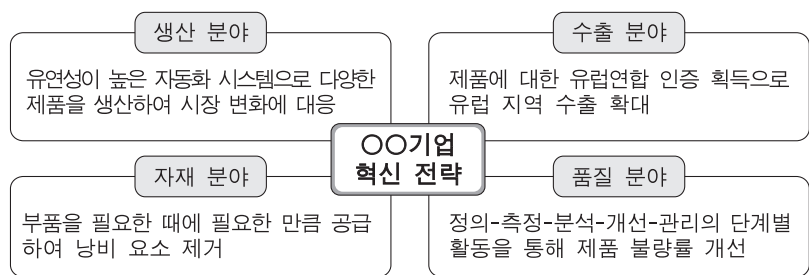 생산 분야
유연성이 높은 자동화 시스템으로 다양한
제품을 생산하여 시장 변화에 대응
수출 분야
제품에 대한 유럽연합 인증 획득으로
유럽 지역 수출 확대
○○기업
혁신 전략
자재 분야
부품을 필요한 때에 필요한 만큼 공급
하여 낭비 요소 제거
품질 분야
정의-측정-분석-개선-관리의 단계별
활동을 통해 제품 불량률 개선